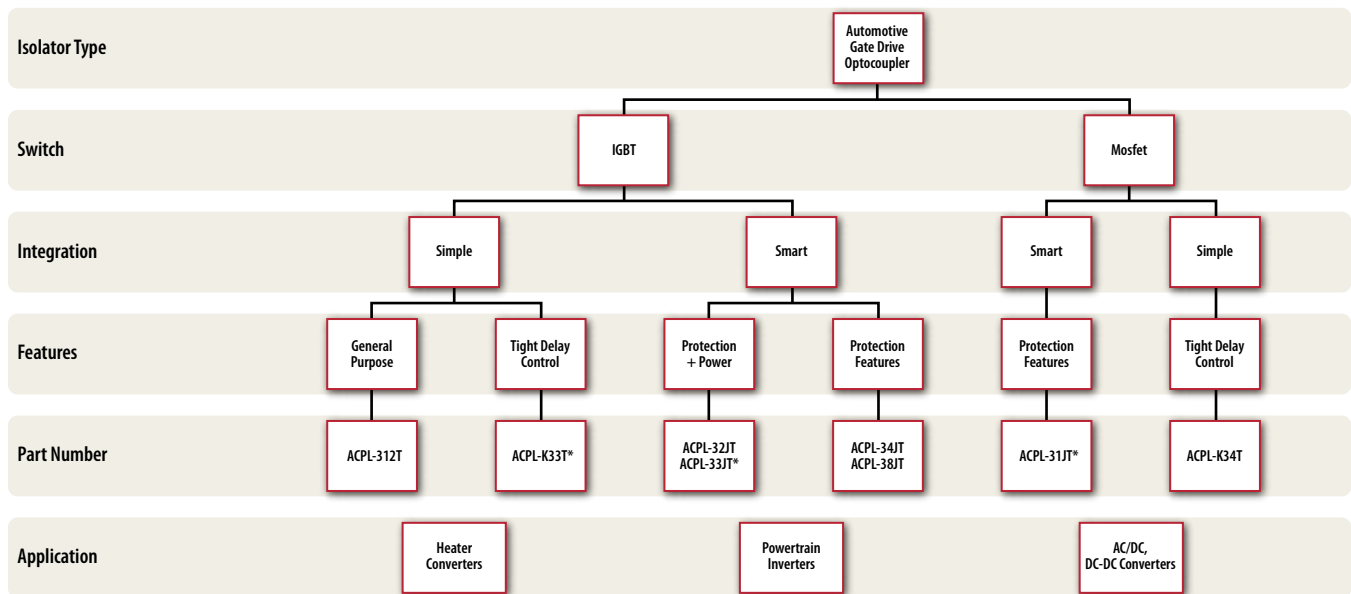 Isolator Type
Automotive
Gate Drive
Optocoupler
Switch
IGBT
Mosfet
Integration
Simple
Smart
Smart
Simple
Features
General
Purpose
Tight Delay
Control
Protection
+ Power
Protection
Features
Protection
Features
Tight Delay
Control
Part Number
ACPL-312T
ACPL-K33T*
ACPL-32JT
ACPL-33JT*
ACPL-34JT
ACPL-38JT
ACPL-31JT*
ACPL-K34T
Application
Heater
Converters
Powertrain
Inverters
AC/DC,
DC-DC Converters